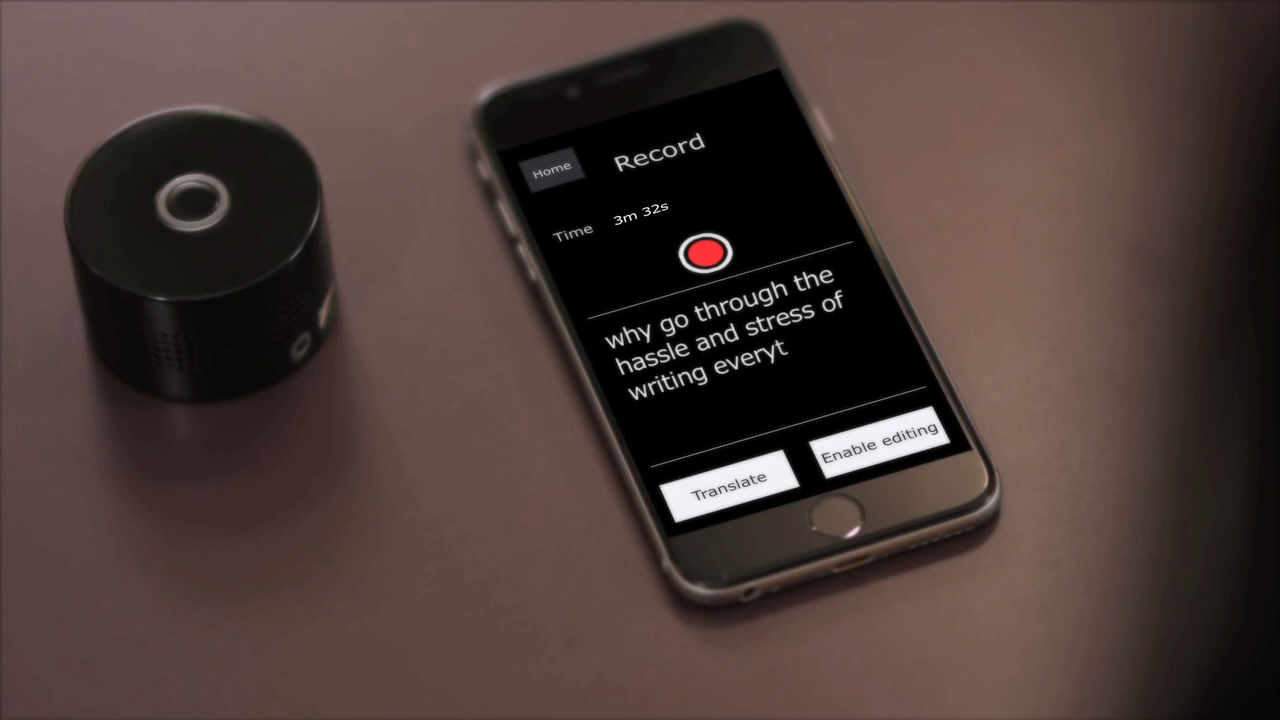 Home
Record
Time
3m 32s
why go through the
hassle and stress of
writing everyt
Translate
Enable editing